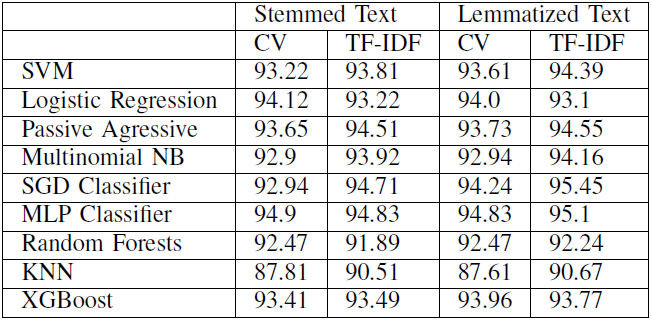 Stemmed Text Lemmatized Text
CV TF-IDF CV TF-IDF
SVM 93.22 93.81 93.61 94.39
Logistic Regression 94.12 93.22 94.0 93.1
Passive Agressive 93.65 94.51 93.73 94.55
Multinomial NB 92.9 93.92 92.94 94.16
SGD Classifier 92.94 94.71 94.24 95.45
MLP Classifier 94.9 94.83 94.83 95.1
Random Forests 92.47 91.89 92.47 92.24
KNN 87.81 90.51 87.61 90.67
XGBoost 93.41 93.49 93.96 93.77